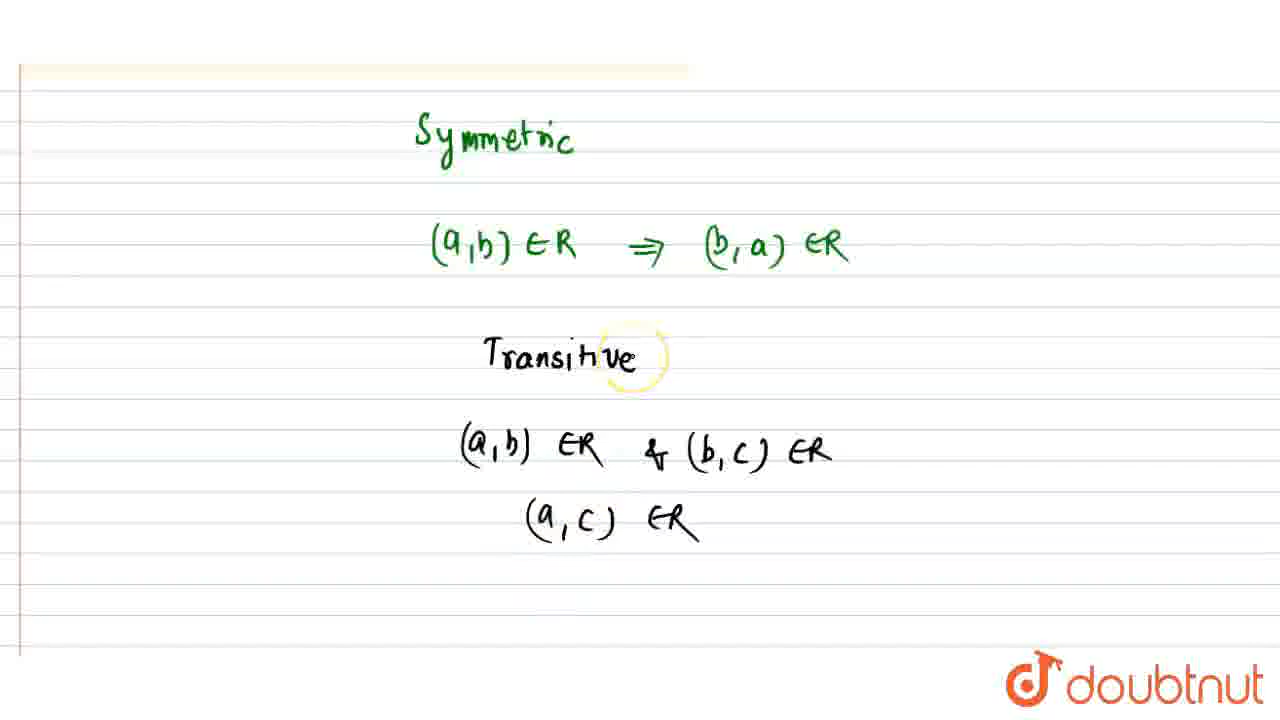 Symmetric
(a,b) ∈R ⇒ (b,a) ∈R
Transitive
(a,b) ∈R & (b,c) ∈R
(a,c) ∈R
doubtnut